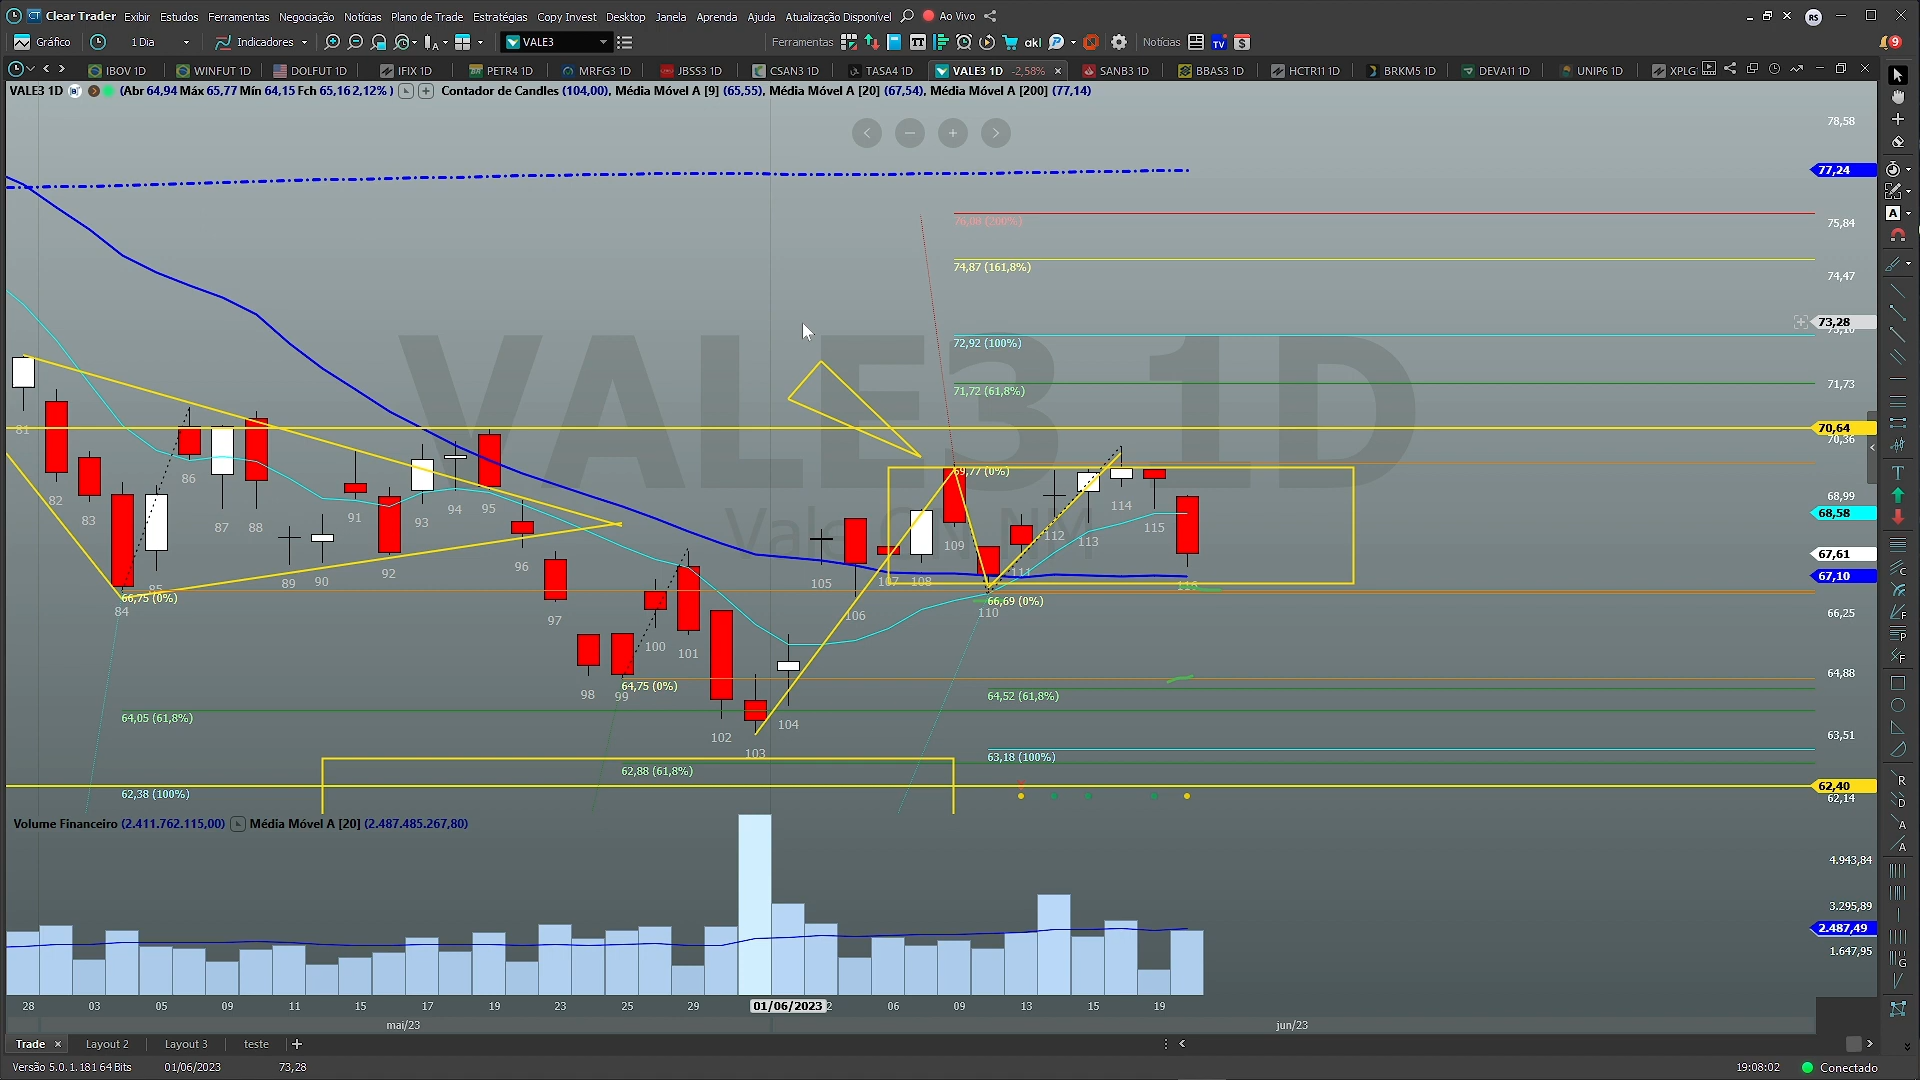 Clear Trader Exibir Estudos Ferramentas Negociação Notícias Plano de Trade Estratégias Copy Invest Desktop Janela Aprenda Ajuda Atualização Disponível Ao Vivo RS
Gráfico 1 Dia Indicadores VALE3 Ferramentas akl TV Notícias 9
IBOV 1D WINFUT 1D DOLFUT 1D IFIX 1D PETR4 1D MRFG3 1D JBSS3 1D CSAN3 1D TASA4 1D VALE3 1D -2,58% SANB3 1D BBAS3 1D HCTR11 1D BRKM5 1D DEVA11 1D UNIP6 1D XPLG
VALE3 1D (Abr 64,94 Máx 65,77 Mín 64,15 Fch 65,16 2,12% ) Contador de Candles (104,00), Média Móvel A [9] (65,55), Média Móvel A [20] (67,54), Média Móvel A [200] (77,14)
78,58
77,24
76,08 (200%)
75,84
74,87 (161,8%)
74,47
73,28
72,92 (100%)
71,73
71,72 (61,8%)
70,64
70,36
VALE3 1D
Vale ON NM
69,77 (0%)
68,99
68,58
67,61
67,10
66,75 (0%)
66,69 (0%)
66,25
64,88
64,75 (0%)
64,52 (61,8%)
64,05 (61,8%)
63,51
63,18 (100%)
62,88 (61,8%)
62,40
62,38 (100%)
62,14
81 82 83 84 85 86 87 88 89 90 91 92 93 94 95 96 97 98 99 100 101 102 103 104 105 106 107 108 109 110 111 112 113 114 115 116
Volume Financeiro (2.411.762.115,00) Média Móvel A [20] (2.487.485.267,80)
4.943,84
3.295,89
2.487,49
1.647,95
28 03 05 09 11 15 17 19 23 25 29 01/06/2023 2 06 09 13 15 19
mai/23 jun/23
Trade Layout 2 Layout 3 teste
Versão 5.0.1.181 64 Bits 01/06/2023 73,28 19:08:02 Conectado